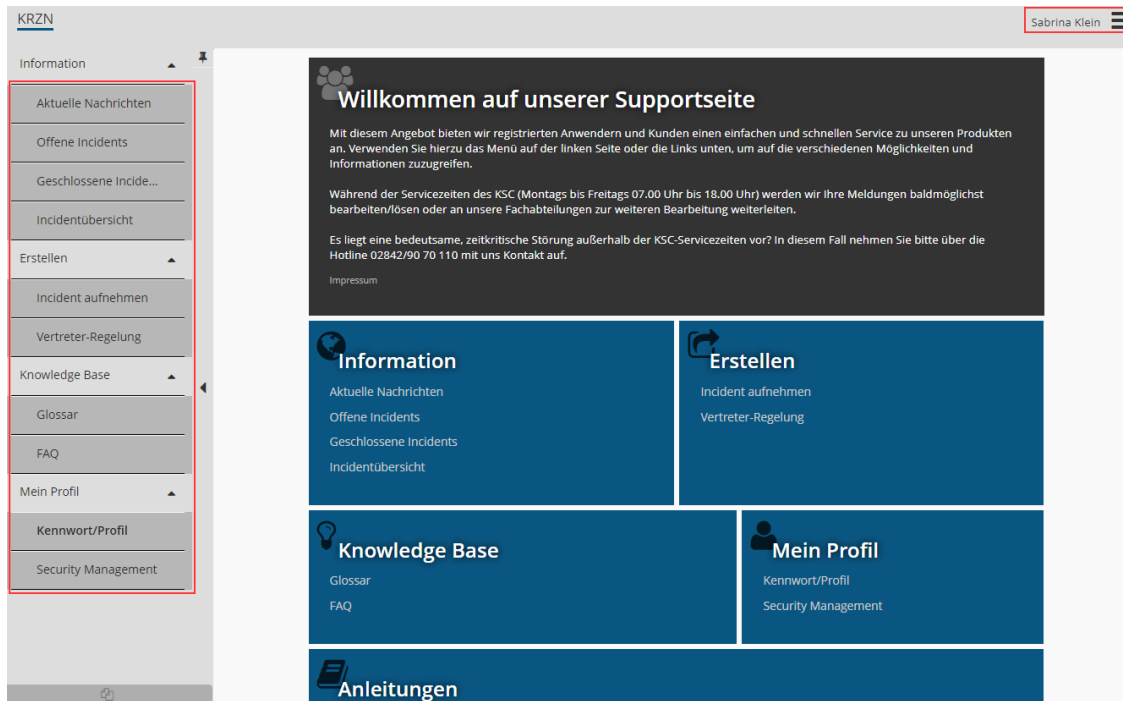 KRZN
Sabrina Klein
Information
Aktuelle Nachrichten
Offene Incidents
Geschlossene Incide...
Incidentübersicht
Erstellen
Incident aufnehmen
Vertreter-Regelung
Knowledge Base
Glossar
FAQ
Mein Profil
Kennwort/Profil
Security Management
Willkommen auf unserer Supportseite
Mit diesem Angebot bieten wir registrierten Anwendern und Kunden einen einfachen und schnellen Service zu unseren Produkten
an. Verwenden Sie hierzu das Menü auf der linken Seite oder die Links unten, um auf die verschiedenen Möglichkeiten und
Informationen zuzugreifen.
Während der Servicezeiten des KSC (Montags bis Freitags 07.00 Uhr bis 18.00 Uhr) werden wir Ihre Meldungen baldmöglichst
bearbeiten/lösen oder an unsere Fachabteilungen zur weiteren Bearbeitung weiterleiten.
Es liegt eine bedeutsame, zeitkritische Störung außerhalb der KSC-Servicezeiten vor? In diesem Fall nehmen Sie bitte über die
Hotline 02842/90 70 110 mit uns Kontakt auf.
Impressum
Information
Aktuelle Nachrichten
Offene Incidents
Geschlossene Incidents
Incidentübersicht
Erstellen
Incident aufnehmen
Vertreter-Regelung
Knowledge Base
Glossar
FAQ
Mein Profil
Kennwort/Profil
Security Management
Anleitungen